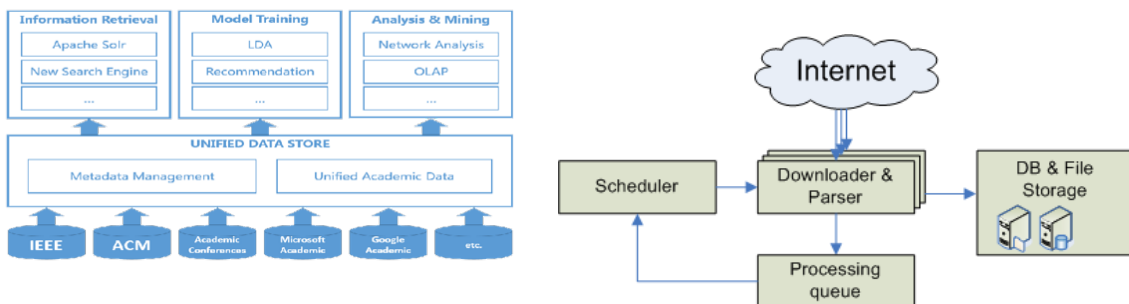 Information Retrieval
Apache Solr
New Search Engine
...
Model Training
LDA
Recommendation
...
Analysis & Mining
Network Analysis
OLAP
...
UNIFIED DATA STORE
Metadata Management
Unified Academic Data
IEEE
ACM
Academic
Conferences
Microsoft
Academic
Google
Academic
etc.
Internet
Scheduler
Downloader &
Parser
DB & File
Storage
Processing
queue